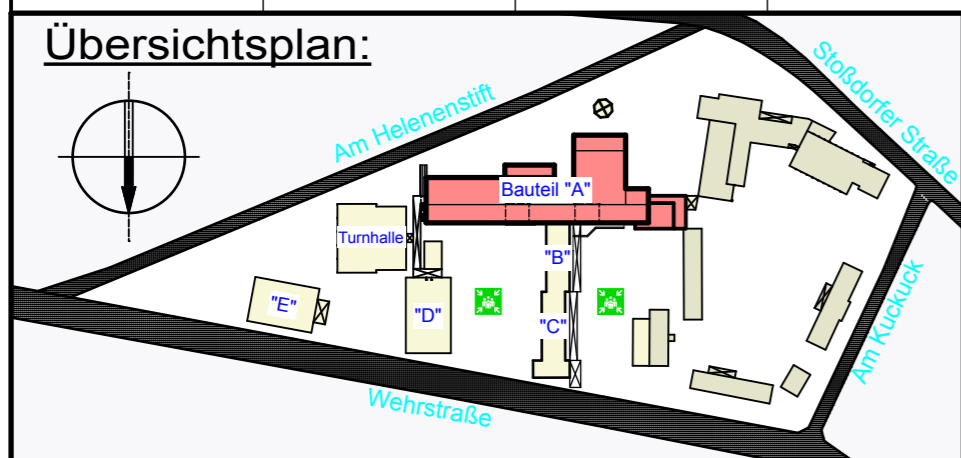 Übersichtsplan:
Am Helenenstift
Stoßdorfer Straße
Bauteil "A"
Turnhalle
"B"
"E"
"D"
"C"
Am Kuckuck
Wehrstraße